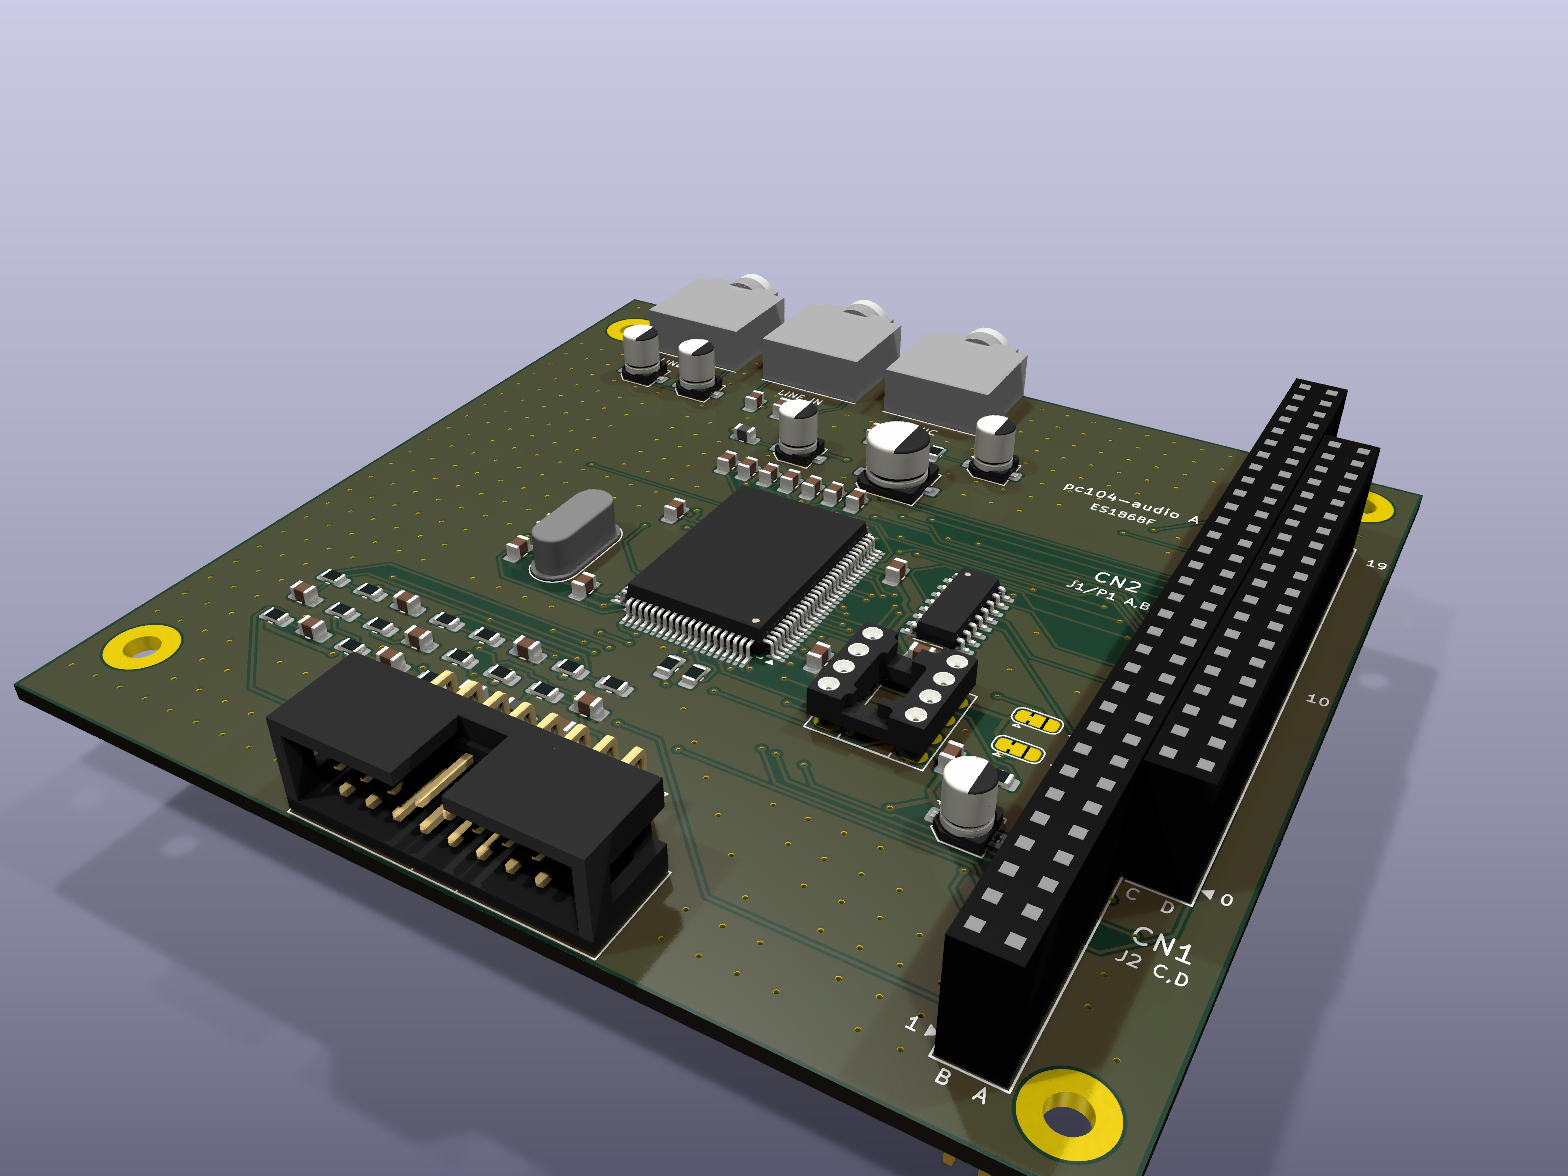 LINE IN
pc104-audio A
ES1868F
19
CN2
J1/P1 A,B
10
0
C D
CN1
J2 C,D
1
B A